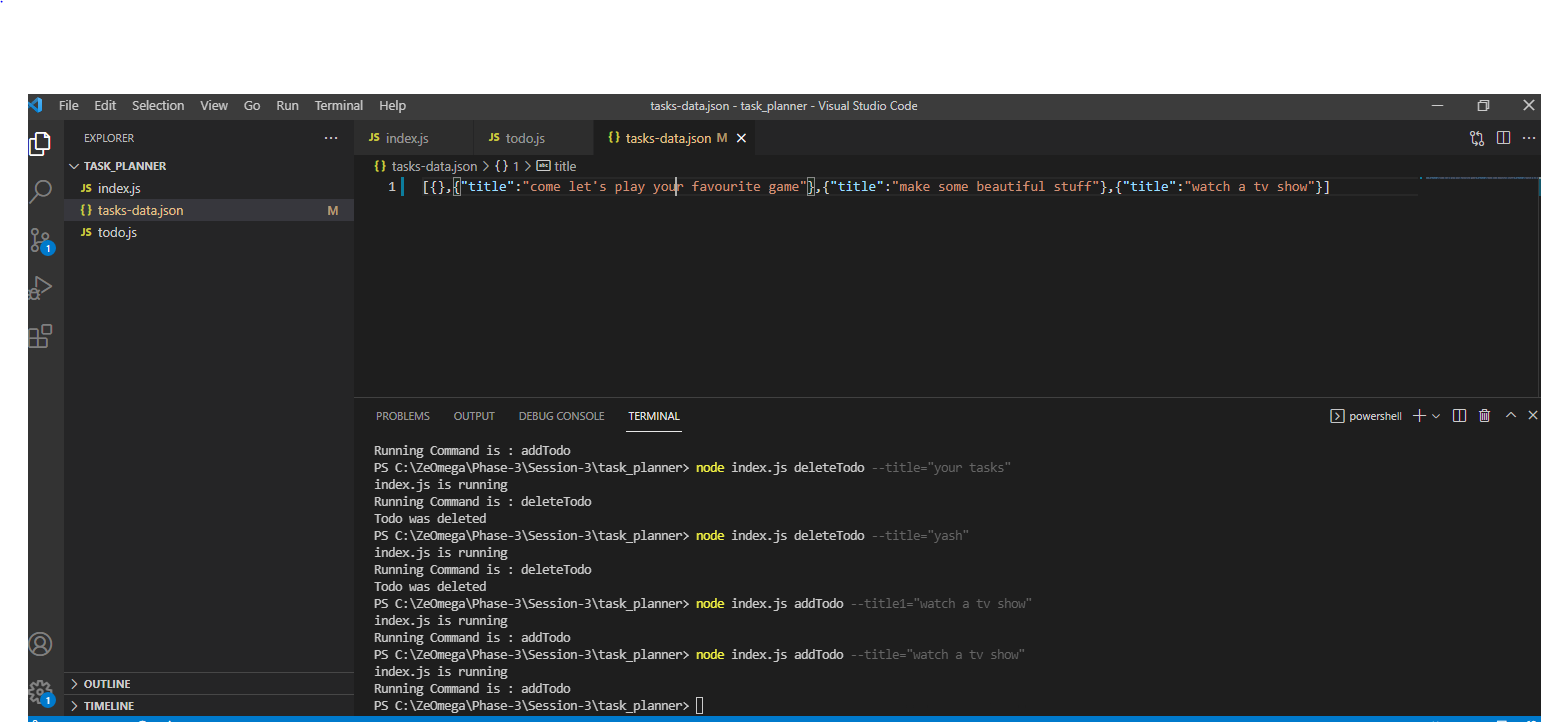 File Edit Selection View Go Run Terminal Help
tasks-data.json - task_planner - Visual Studio Code
EXPLORER
TASK_PLANNER
JS index.js
{} tasks-data.json M
JS todo.js
OUTLINE
TIMELINE
1
1
JS index.js
JS todo.js
{} tasks-data.json M
{} tasks-data.json > {} 1 > abc title
1 [{},{"title":"come let's play your favourite game"},{"title":"make some beautiful stuff"},{"title":"watch a tv show"}]
PROBLEMS OUTPUT DEBUG CONSOLE TERMINAL
powershell
Running Command is : addTodo
PS C:\ZeOmega\Phase-3\Session-3\task_planner> node index.js deleteTodo --title="your tasks"
index.js is running
Running Command is : deleteTodo
Todo was deleted
PS C:\ZeOmega\Phase-3\Session-3\task_planner> node index.js deleteTodo --title="yash"
index.js is running
Running Command is : deleteTodo
Todo was deleted
PS C:\ZeOmega\Phase-3\Session-3\task_planner> node index.js addTodo --title1="watch a tv show"
index.js is running
Running Command is : addTodo
PS C:\ZeOmega\Phase-3\Session-3\task_planner> node index.js addTodo --title="watch a tv show"
index.js is running
Running Command is : addTodo
PS C:\ZeOmega\Phase-3\Session-3\task_planner>